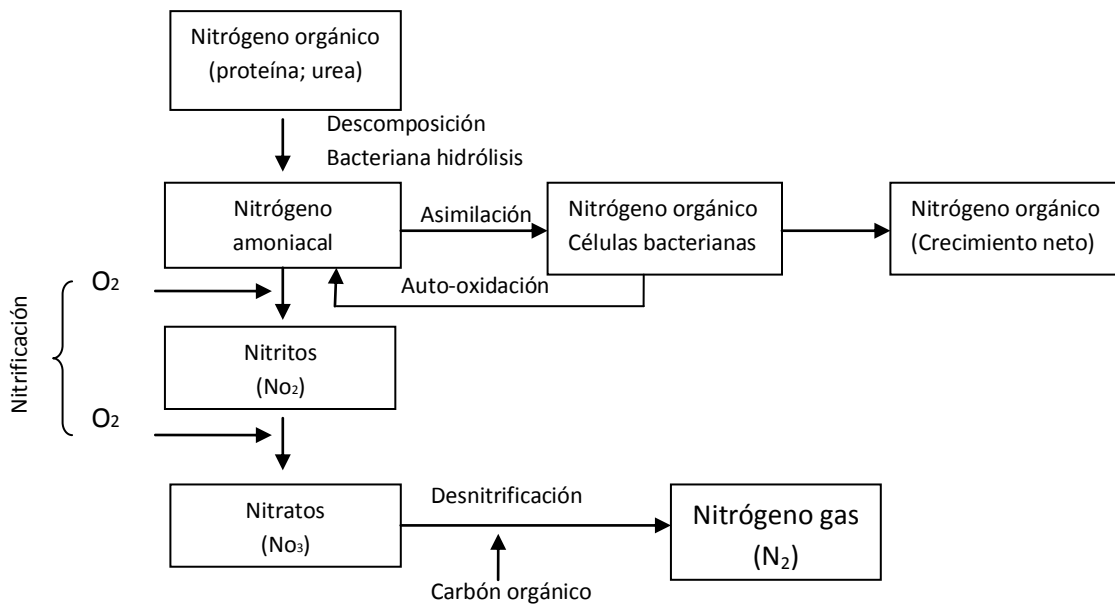 Nitrógeno orgánico
(proteína; urea)
Descomposición
Bacteriana hidrólisis
Nitrógeno
amoniacal
Asimilación
Nitrógeno orgánico
Células bacterianas
Nitrógeno orgánico
(Crecimiento neto)
Auto-oxidación
Nitrificación
O₂
Nitritos
(No₂)
O₂
Nitratos
(No₃)
Desnitrificación
Carbón orgánico
Nitrógeno gas
(N₂)